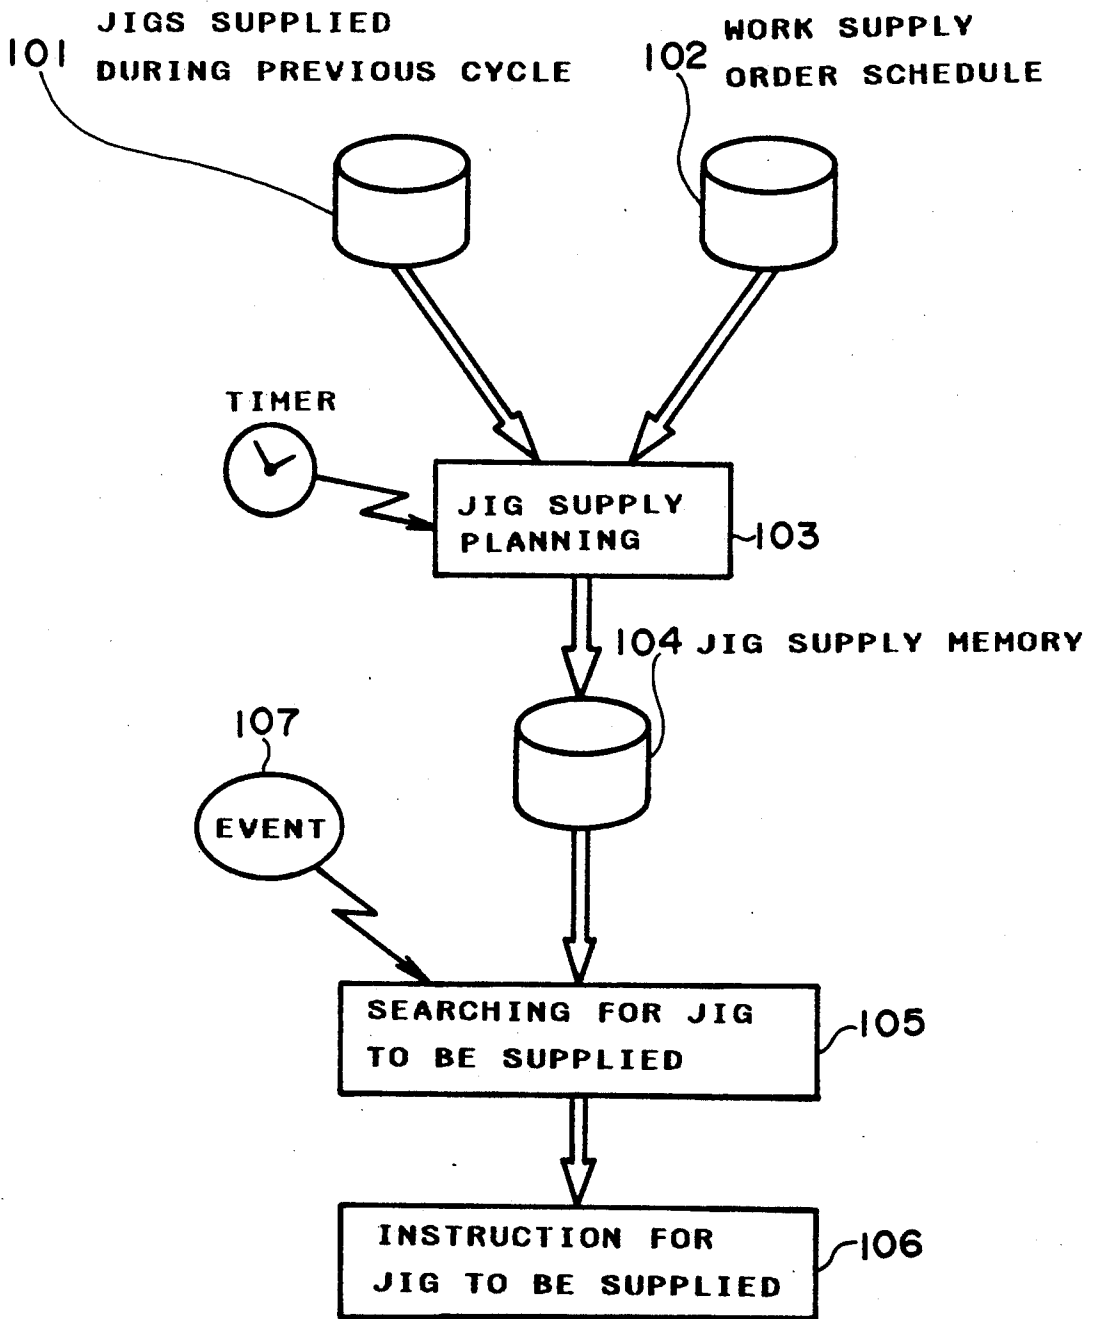 101
JIGS SUPPLIED
DURING PREVIOUS CYCLE
102
WORK SUPPLY
ORDER SCHEDULE
TIMER
JIG SUPPLY
PLANNING
103
104 JIG SUPPLY MEMORY
107
EVENT
SEARCHING FOR JIG
TO BE SUPPLIED
105
INSTRUCTION FOR
JIG TO BE SUPPLIED
106